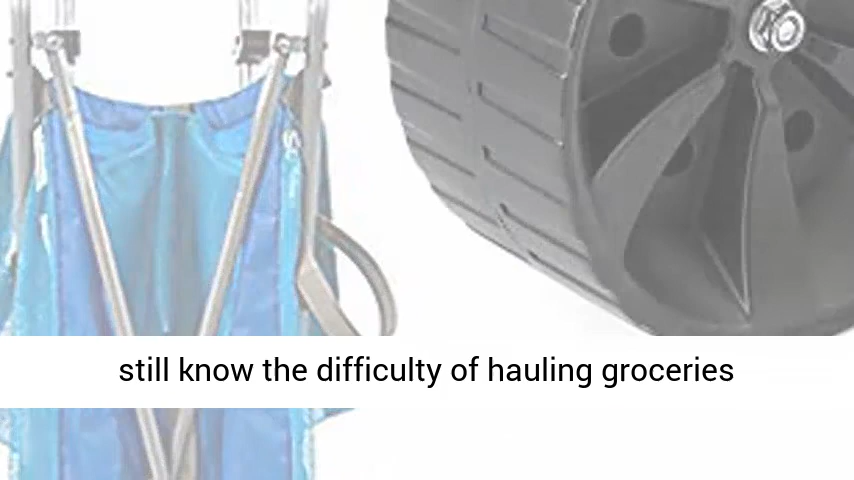 still know the difficulty of hauling groceries